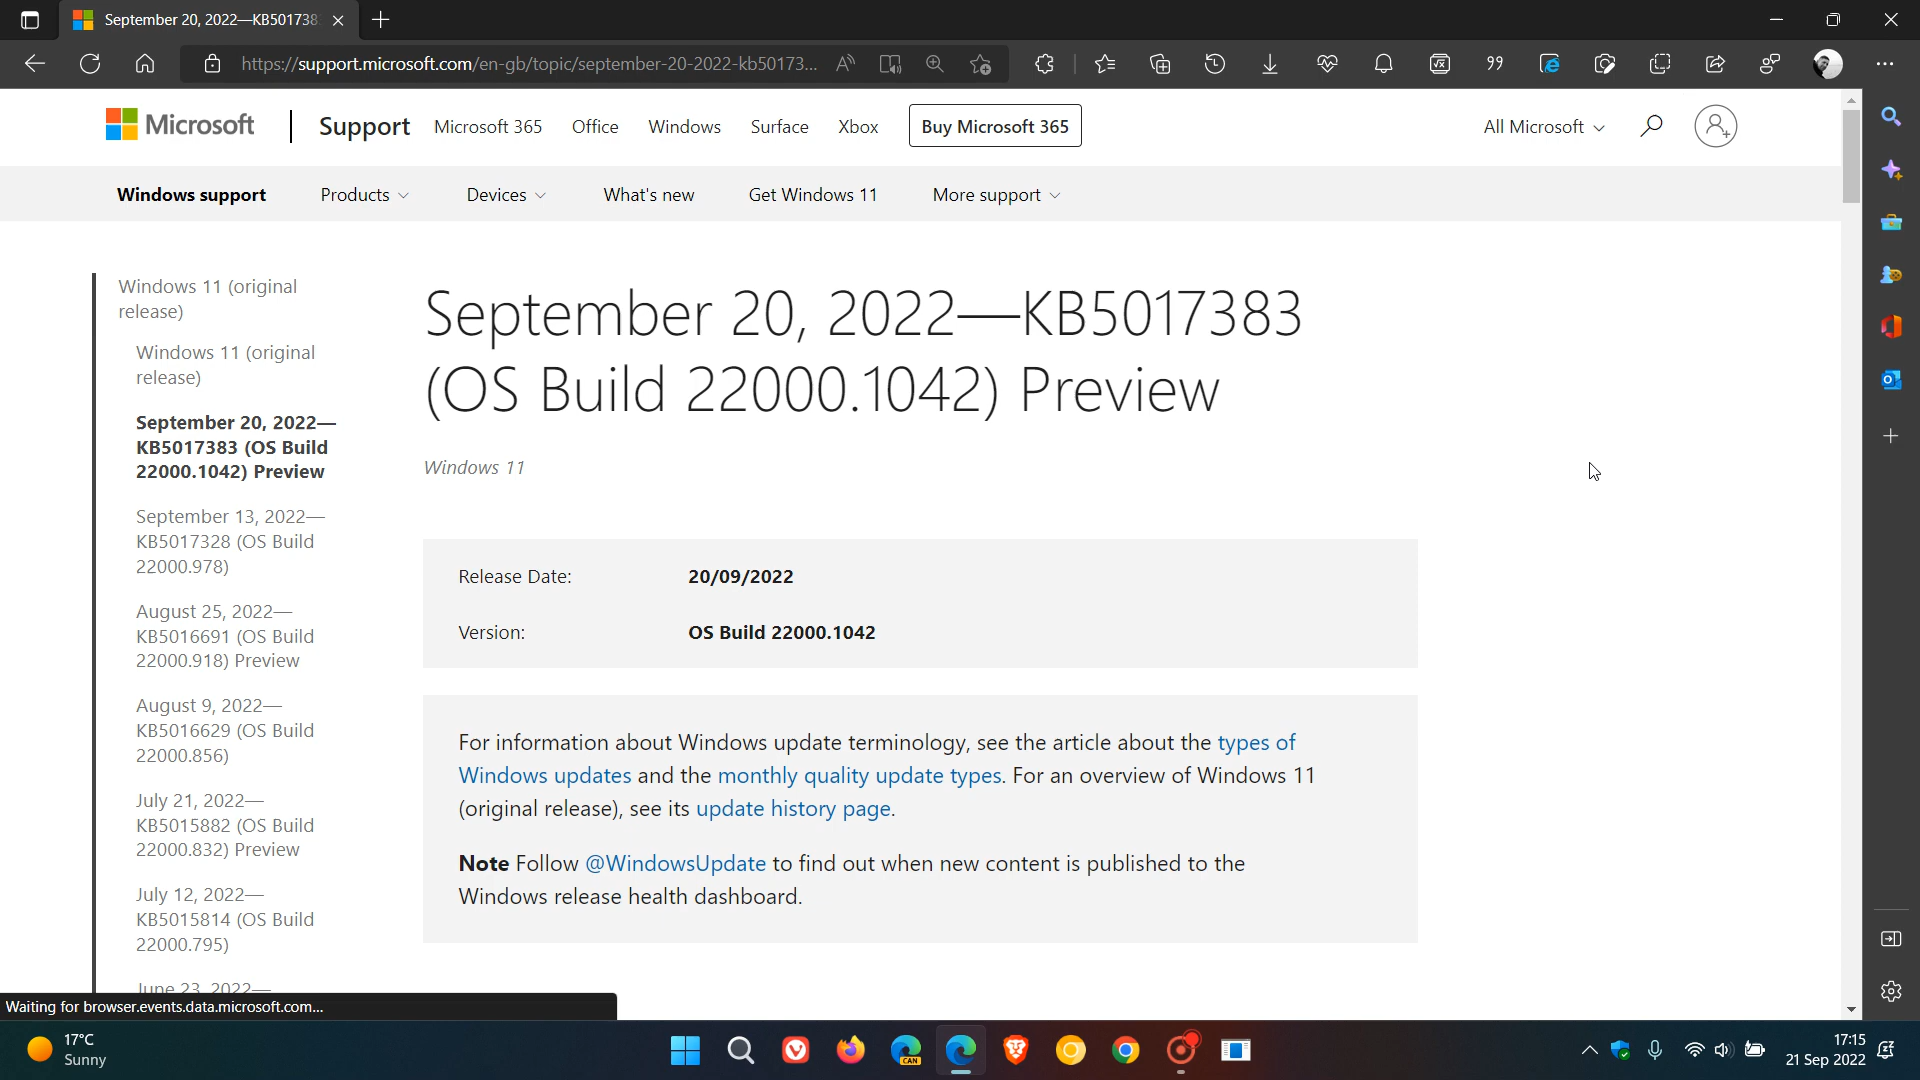 September 20, 2022—KB501738
https://support.microsoft.com/en-gb/topic/september-20-2022-kb50173...
Microsoft
Support
Microsoft 365
Office
Windows
Surface
Xbox
Buy Microsoft 365
All Microsoft
Windows support
Products
Devices
What's new
Get Windows 11
More support
Windows 11 (original
release)
Windows 11 (original
release)
September 20, 2022—
KB5017383 (OS Build
22000.1042) Preview
September 13, 2022—
KB5017328 (OS Build
22000.978)
August 25, 2022—
KB5016691 (OS Build
22000.918) Preview
August 9, 2022—
KB5016629 (OS Build
22000.856)
July 21, 2022—
KB5015882 (OS Build
22000.832) Preview
July 12, 2022—
KB5015814 (OS Build
22000.795)
June 23, 2022—
September 20, 2022—KB5017383
(OS Build 22000.1042) Preview
Windows 11
Release Date:
20/09/2022
Version:
OS Build 22000.1042
For information about Windows update terminology, see the article about the types of
Windows updates and the monthly quality update types. For an overview of Windows 11
(original release), see its update history page.
Note Follow @WindowsUpdate to find out when new content is published to the
Windows release health dashboard.
Waiting for browser.events.data.microsoft.com...
17°C
Sunny
CAN
17:15
21 Sep 2022